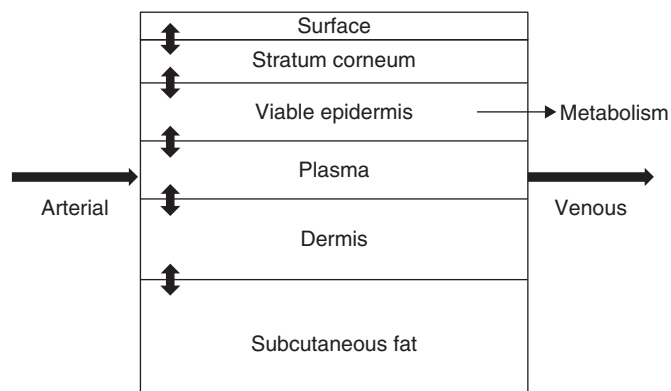 Surface
Stratum corneum
Viable epidermis
Metabolism
Plasma
Arterial
Venous
Dermis
Subcutaneous fat